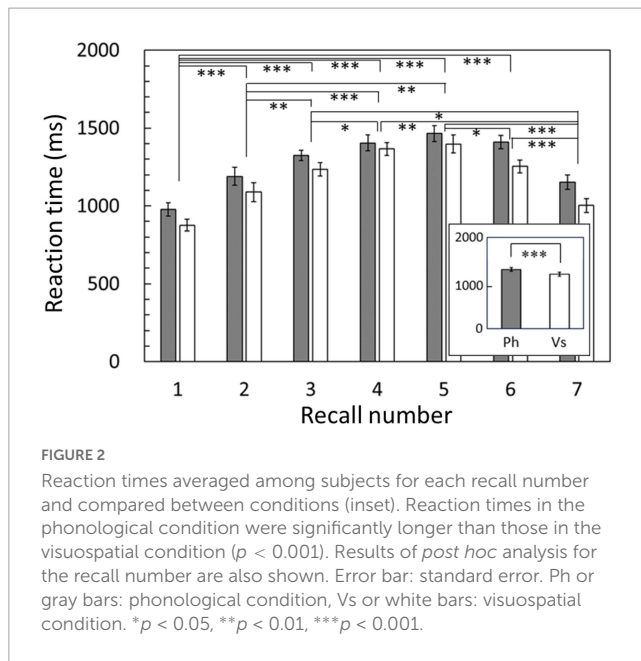 2000
1500
1000
500
0
Reaction time (ms)
*** *** *** *** ***
**
** ***
*
* ** * ***
***
2000
1000
0
***
Ph Vs
1 2 3 4 5 6 7
Recall number
FIGURE 2
Reaction times averaged among subjects for each recall number
and compared between conditions (inset). Reaction times in the
phonological condition were significantly longer than those in the
visuospatial condition (p < 0.001). Results of post hoc analysis for
the recall number are also shown. Error bar: standard error. Ph or
gray bars: phonological condition, Vs or white bars: visuospatial
condition. *p < 0.05, **p < 0.01, ***p < 0.001.